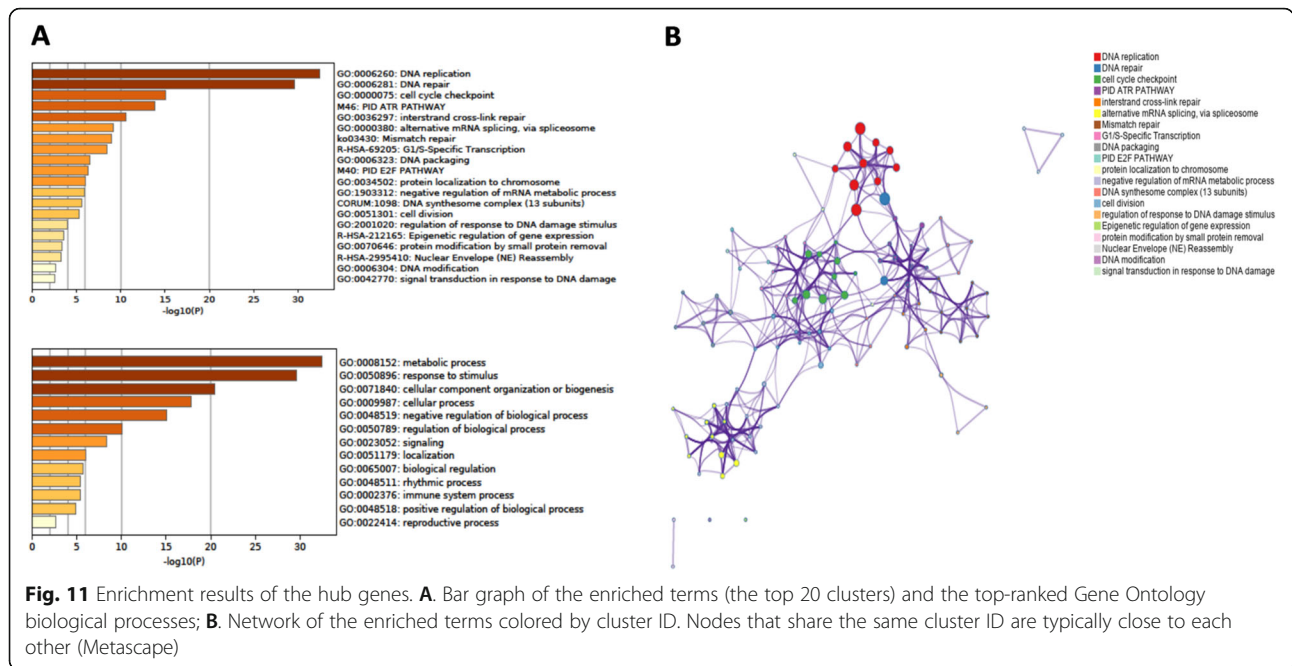 A
GO:0006260: DNA replication
GO:0006281: DNA repair
GO:0000075: cell cycle checkpoint
M46: PID ATR PATHWAY
GO:0036297: interstrand cross-link repair
GO:0000380: alternative mRNA splicing, via spliceosome
ko03430: Mismatch repair
R-HSA-69205: G1/S-Specific Transcription
GO:0006323: DNA packaging
M40: PID E2F PATHWAY
GO:0034502: protein localization to chromosome
GO:1903312: negative regulation of mRNA metabolic process
CORUM:1098: DNA synthesome complex (13 subunits)
GO:0051301: cell division
GO:2001020: regulation of response to DNA damage stimulus
R-HSA-212165: Epigenetic regulation of gene expression
GO:0070646: protein modification by small protein removal
R-HSA-2995410: Nuclear Envelope (NE) Reassembly
GO:0006304: DNA modification
GO:0042770: signal transduction in response to DNA damage
0 5 10 15 20 25 30
-log10(P)
GO:0008152: metabolic process
GO:0050896: response to stimulus
GO:0071840: cellular component organization or biogenesis
GO:0009987: cellular process
GO:0048519: negative regulation of biological process
GO:0050789: regulation of biological process
GO:0023052: signaling
GO:0051179: localization
GO:0065007: biological regulation
GO:0048511: rhythmic process
GO:0002376: immune system process
GO:0048518: positive regulation of biological process
GO:0022414: reproductive process
0 5 10 15 20 25 30
-log10(P)
B
DNA replication
DNA repair
cell cycle checkpoint
PID ATR PATHWAY
interstrand cross-link repair
alternative mRNA splicing, via spliceosome
Mismatch repair
G1/S-Specific Transcription
DNA packaging
PID E2F PATHWAY
protein localization to chromosome
negative regulation of mRNA metabolic process
DNA synthesome complex (13 subunits)
cell division
regulation of response to DNA damage stimulus
Epigenetic regulation of gene expression
protein modification by small protein removal
Nuclear Envelope (NE) Reassembly
DNA modification
signal transduction in response to DNA damage
Fig. 11 Enrichment results of the hub genes. A. Bar graph of the enriched terms (the top 20 clusters) and the top-ranked Gene Ontology
biological processes; B. Network of the enriched terms colored by cluster ID. Nodes that share the same cluster ID are typically close to each
other (Metascape)